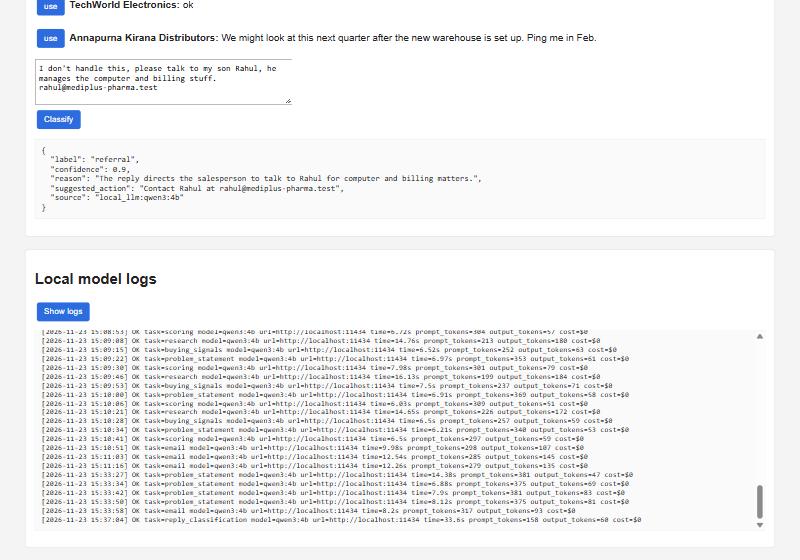 use TechWorld Electronics: ok
use Annapurna Kirana Distributors: We might look at this next quarter after the new warehouse is set up. Ping me in Feb.
I don't handle this, please talk to my son Rahul, he
manages the computer and billing stuff.
rahul@mediplus-pharma.test
Classify
{
"label": "referral",
"confidence": 0.9,
"reason": "The reply directs the salesperson to talk to Rahul for computer and billing matters.",
"suggested_action": "Contact Rahul at rahul@mediplus-pharma.test",
"source": "local_llm:qwen3:4b"
}
Local model logs
Show logs
[2026-11-23 15:08:53] OK task=scoring model=qwen3:4b url=http://localhost:11434 time=6.72s prompt_tokens=304 output_tokens=57 cost=$0
[2026-11-23 15:09:08] OK task=research model=qwen3:4b url=http://localhost:11434 time=14.76s prompt_tokens=213 output_tokens=180 cost=$0
[2026-11-23 15:09:15] OK task=buying_signals model=qwen3:4b url=http://localhost:11434 time=6.52s prompt_tokens=252 output_tokens=63 cost=$0
[2026-11-23 15:09:22] OK task=problem_statement model=qwen3:4b url=http://localhost:11434 time=6.97s prompt_tokens=353 output_tokens=61 cost=$0
[2026-11-23 15:09:30] OK task=scoring model=qwen3:4b url=http://localhost:11434 time=7.98s prompt_tokens=301 output_tokens=79 cost=$0
[2026-11-23 15:09:46] OK task=research model=qwen3:4b url=http://localhost:11434 time=16.13s prompt_tokens=199 output_tokens=184 cost=$0
[2026-11-23 15:09:53] OK task=buying_signals model=qwen3:4b url=http://localhost:11434 time=7.5s prompt_tokens=237 output_tokens=71 cost=$0
[2026-11-23 15:10:00] OK task=problem_statement model=qwen3:4b url=http://localhost:11434 time=6.91s prompt_tokens=369 output_tokens=58 cost=$0
[2026-11-23 15:10:06] OK task=scoring model=qwen3:4b url=http://localhost:11434 time=6.03s prompt_tokens=309 output_tokens=51 cost=$0
[2026-11-23 15:10:21] OK task=research model=qwen3:4b url=http://localhost:11434 time=14.65s prompt_tokens=226 output_tokens=172 cost=$0
[2026-11-23 15:10:28] OK task=buying_signals model=qwen3:4b url=http://localhost:11434 time=6.5s prompt_tokens=257 output_tokens=59 cost=$0
[2026-11-23 15:10:34] OK task=problem_statement model=qwen3:4b url=http://localhost:11434 time=6.21s prompt_tokens=340 output_tokens=53 cost=$0
[2026-11-23 15:10:41] OK task=scoring model=qwen3:4b url=http://localhost:11434 time=6.5s prompt_tokens=297 output_tokens=59 cost=$0
[2026-11-23 15:10:51] OK task=email model=qwen3:4b url=http://localhost:11434 time=9.98s prompt_tokens=298 output_tokens=107 cost=$0
[2026-11-23 15:11:03] OK task=email model=qwen3:4b url=http://localhost:11434 time=12.54s prompt_tokens=285 output_tokens=145 cost=$0
[2026-11-23 15:11:16] OK task=email model=qwen3:4b url=http://localhost:11434 time=12.26s prompt_tokens=279 output_tokens=135 cost=$0
[2026-11-23 15:33:27] OK task=problem_statement model=qwen3:4b url=http://localhost:11434 time=14.38s prompt_tokens=381 output_tokens=47 cost=$0
[2026-11-23 15:33:34] OK task=problem_statement model=qwen3:4b url=http://localhost:11434 time=6.88s prompt_tokens=375 output_tokens=69 cost=$0
[2026-11-23 15:33:42] OK task=problem_statement model=qwen3:4b url=http://localhost:11434 time=7.9s prompt_tokens=381 output_tokens=83 cost=$0
[2026-11-23 15:33:50] OK task=problem_statement model=qwen3:4b url=http://localhost:11434 time=8.12s prompt_tokens=375 output_tokens=81 cost=$0
[2026-11-23 15:33:58] OK task=email model=qwen3:4b url=http://localhost:11434 time=8.2s prompt_tokens=317 output_tokens=93 cost=$0
[2026-11-23 15:37:04] OK task=reply_classification model=qwen3:4b url=http://localhost:11434 time=33.6s prompt_tokens=158 output_tokens=60 cost=$0